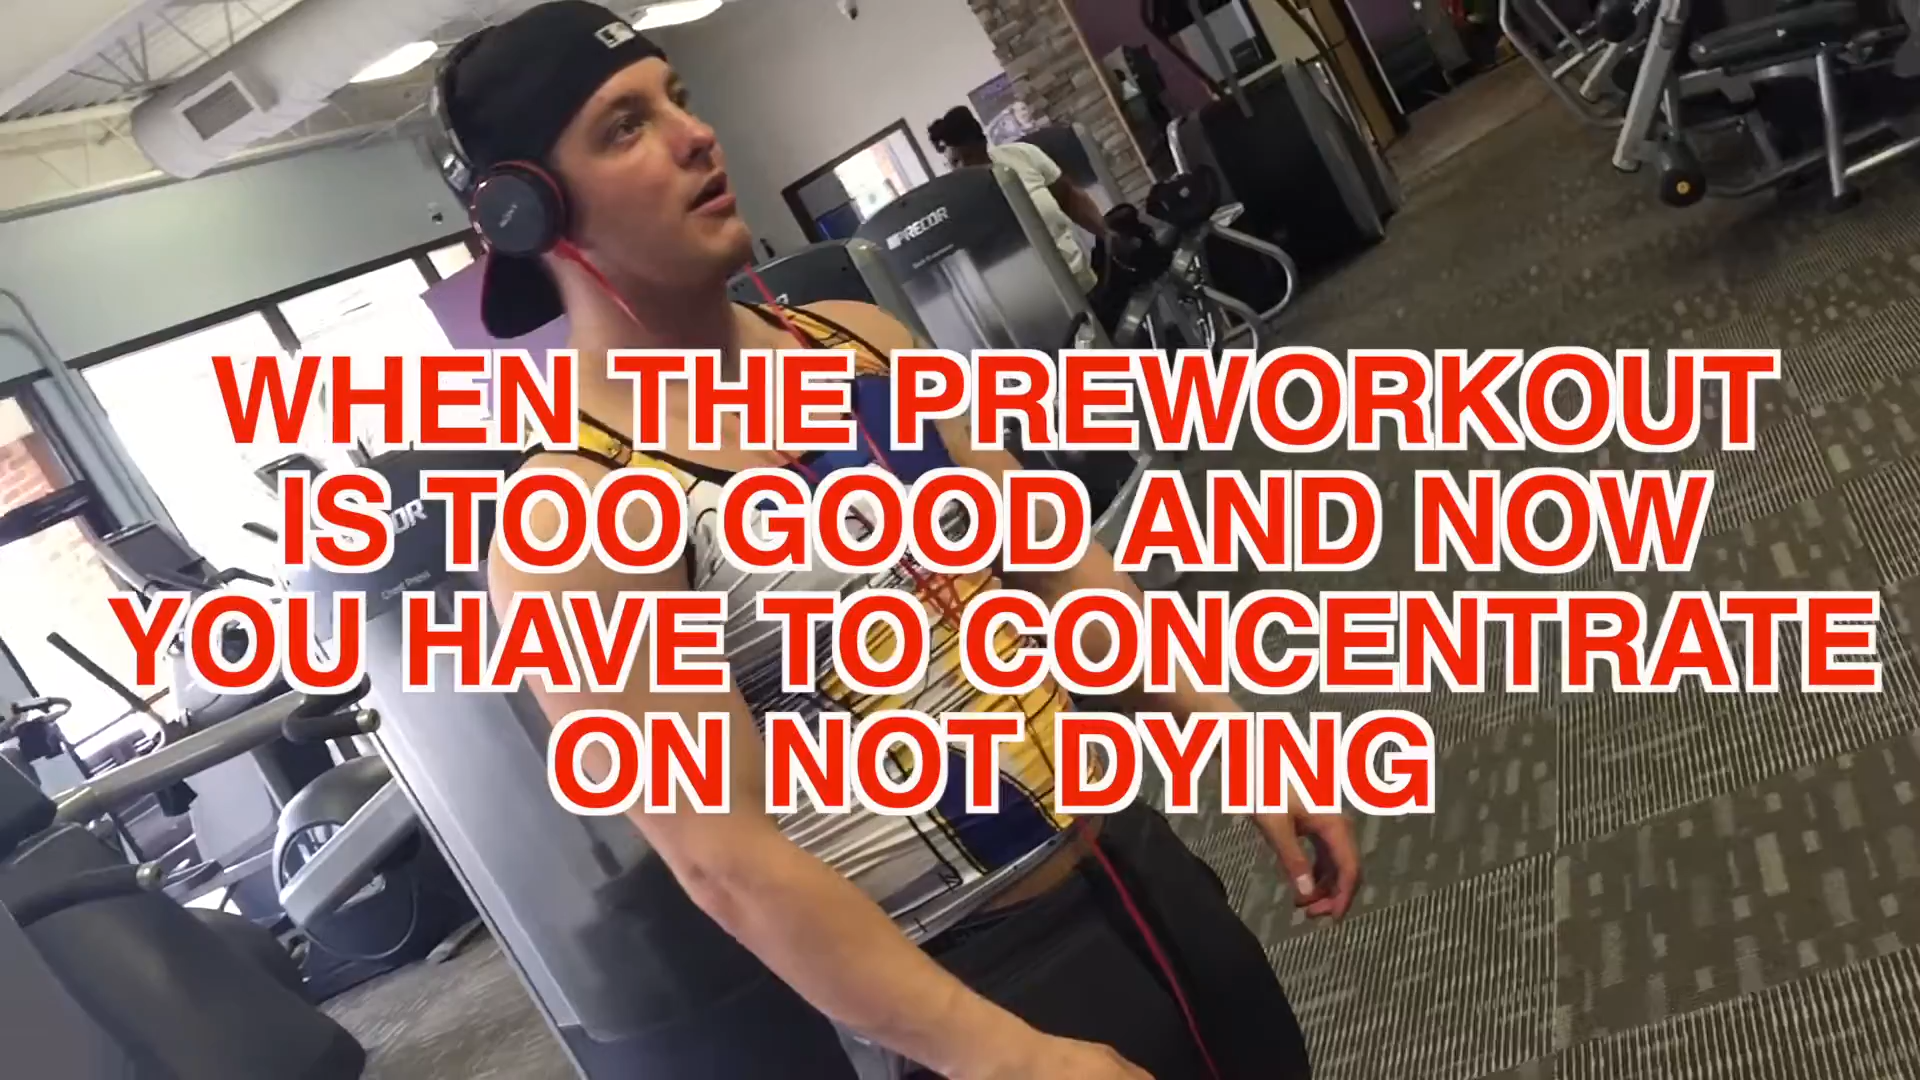 PRECOR
WHEN THE PREWORKOUT
IS TOO GOOD AND NOW
YOU HAVE TO CONCENTRATE
ON NOT DYING